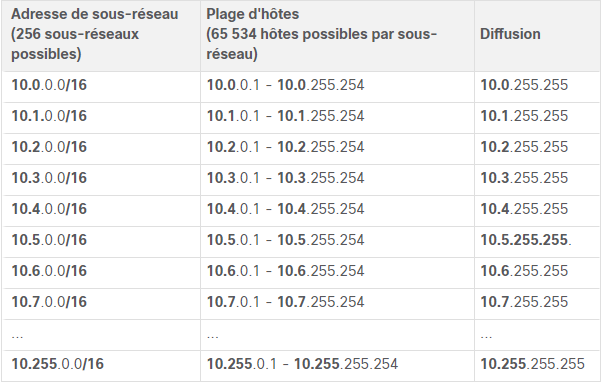 Adresse de sous-réseau (256 sous-réseaux possibles) Plage d'hôtes (65 534 hôtes possibles par sous-réseau) Diffusion
10.0.0.0/16 10.0.0.1 - 10.0.255.254 10.0.255.255
10.1.0.0/16 10.1.0.1 - 10.1.255.254 10.1.255.255
10.2.0.0/16 10.2.0.1 - 10.2.255.254 10.2.255.255
10.3.0.0/16 10.3.0.1 - 10.3.255.254 10.3.255.255
10.4.0.0/16 10.4.0.1 - 10.4.255.254 10.4.255.255
10.5.0.0/16 10.5.0.1 - 10.5.255.254 10.5.255.255.
10.6.0.0/16 10.6.0.1 - 10.6.255.254 10.6.255.255
10.7.0.0/16 10.7.0.1 - 10.7.255.254 10.7.255.255
... ... ...
10.255.0.0/16 10.255.0.1 - 10.255.255.254 10.255.255.255